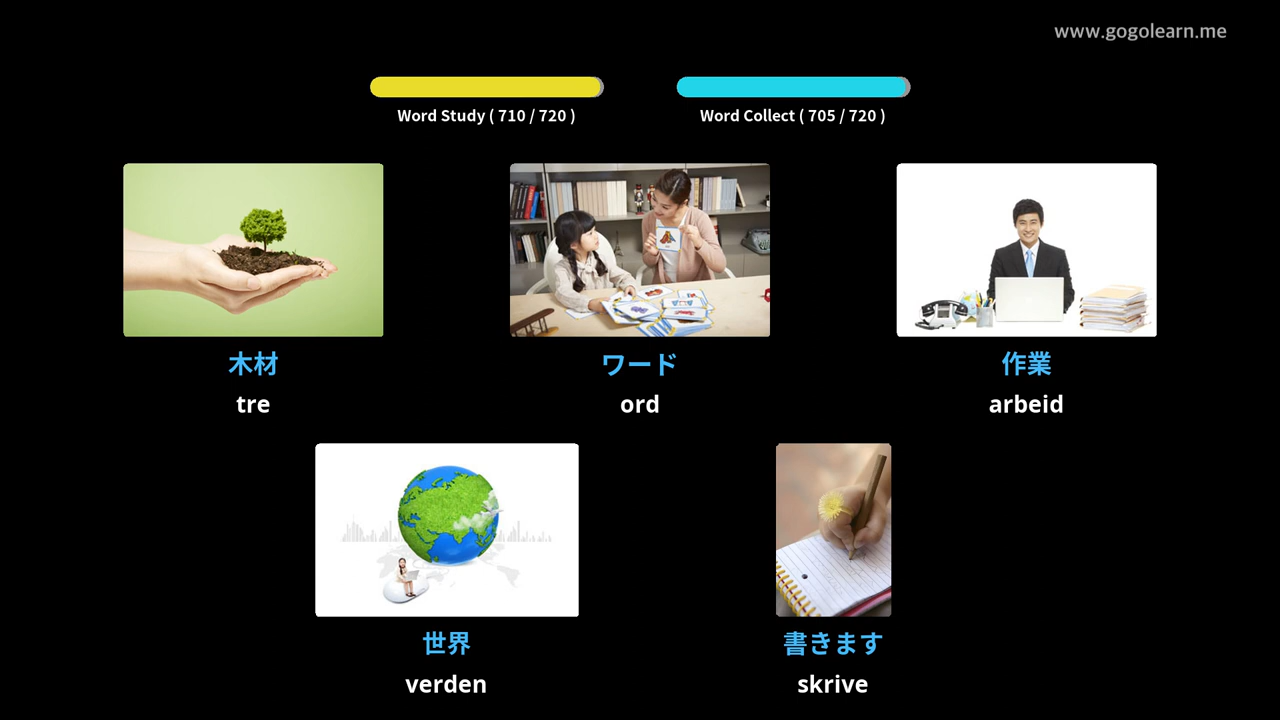 www.gogolearn.me
Word Study ( 710 / 720 )
Word Collect ( 705 / 720 )
木材
ワード
作業
tre
ord
arbeid
世界
書きます
verden
skrive